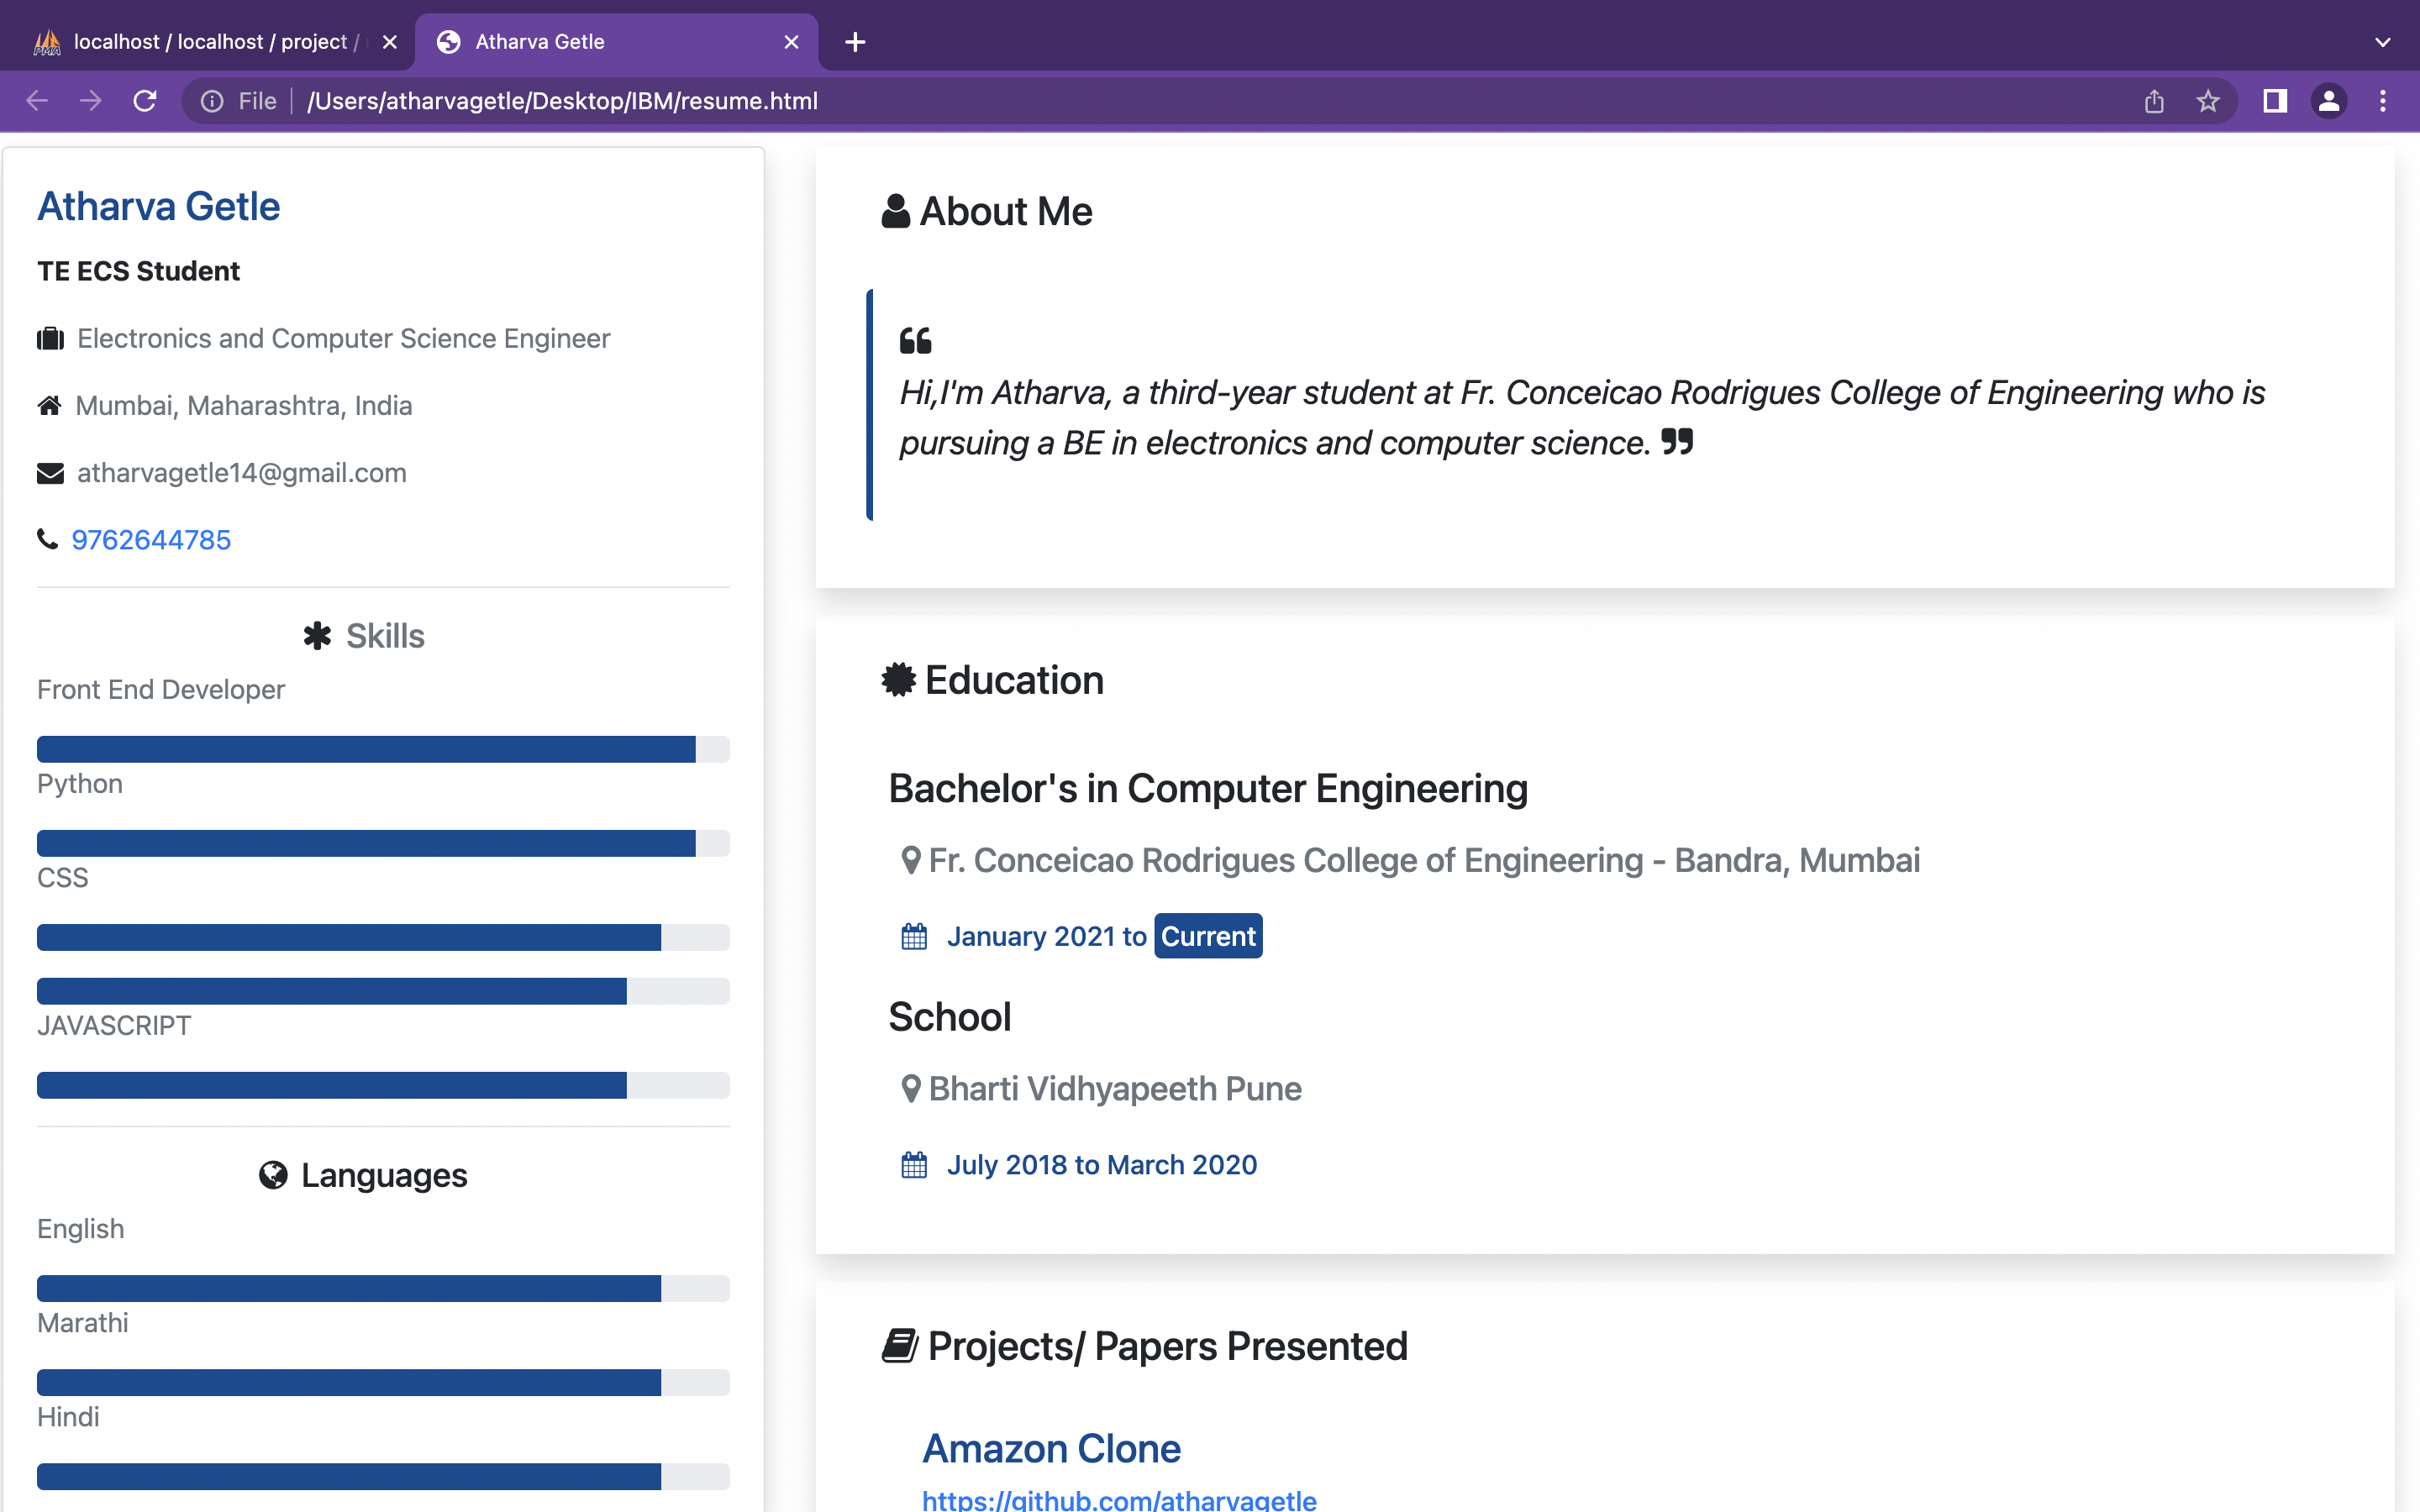 localhost / localhost / project /
Atharva Getle
File
/Users/atharvagetle/Desktop/IBM/resume.html
Atharva Getle
TE ECS Student
Electronics and Computer Science Engineer
Mumbai, Maharashtra, India
atharvagetle14@gmail.com
9762644785
Skills
Front End Developer
Python
CSS
JAVASCRIPT
Languages
English
Marathi
Hindi
About Me
“
Hi,I'm Atharva, a third-year student at Fr. Conceicao Rodrigues College of Engineering who is
pursuing a BE in electronics and computer science. ”
Education
Bachelor's in Computer Engineering
Fr. Conceicao Rodrigues College of Engineering - Bandra, Mumbai
January 2021 to Current
School
Bharti Vidhyapeeth Pune
July 2018 to March 2020
Projects/ Papers Presented
Amazon Clone
https://github.com/atharvagetle